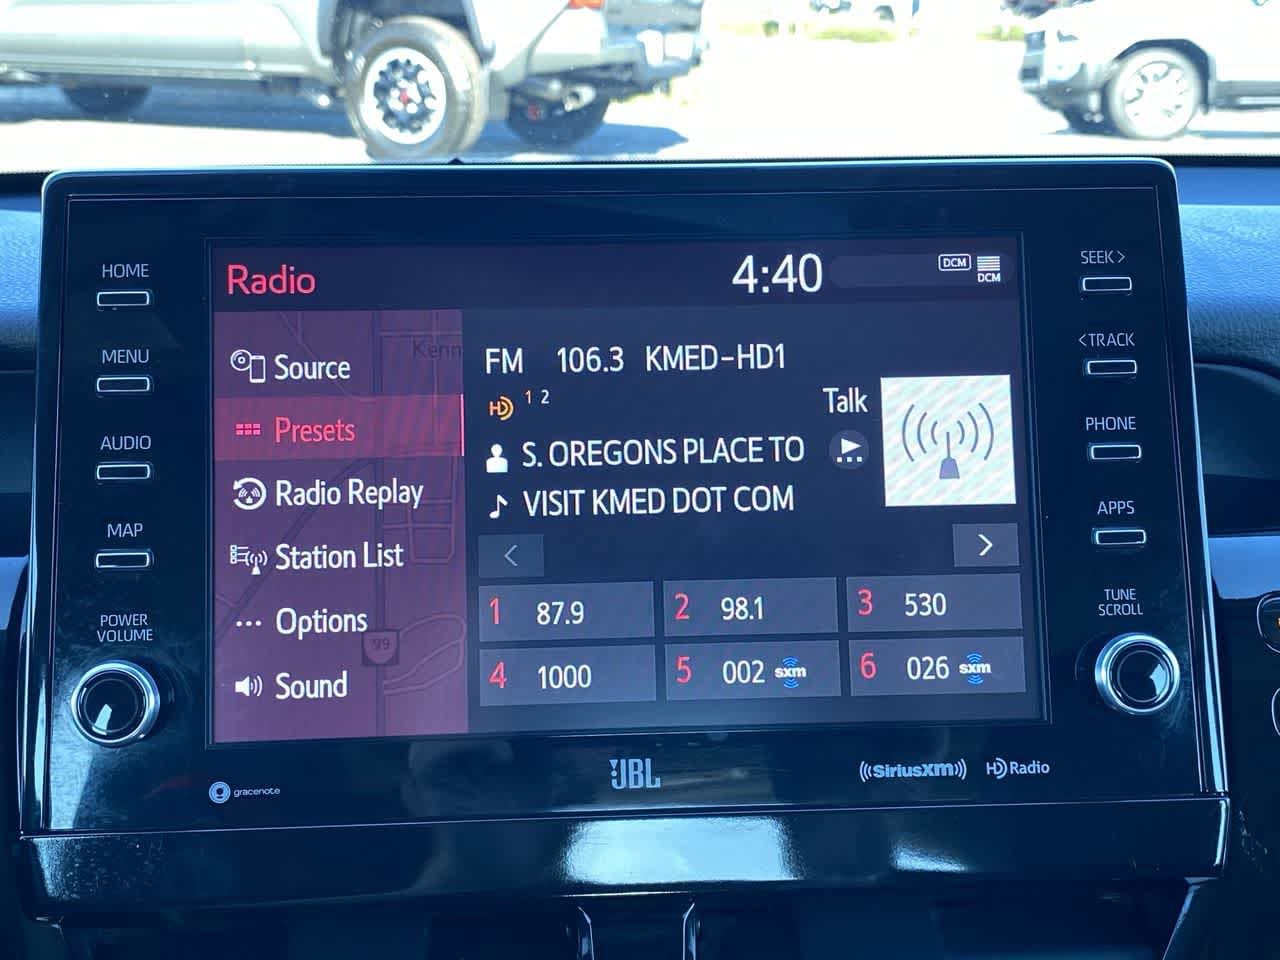 HOME
MENU
AUDIO
MAP
POWER
VOLUME
Radio
4:40
DCM
DCM
Kenn
Source
Presets
Radio Replay
Station List
Options
99
Sound
FM 106.3 KMED-HD1
HD 1 2
Talk
S. OREGONS PLACE TO
VISIT KMED DOT COM
<
>
1 87.9
2 98.1
3 530
4 1000
5 002 sxm
6 026 sxm
SEEK>
<TRACK
PHONE
APPS
TUNE
SCROLL
gracenote
JBL
((SiriusXM))
HD Radio